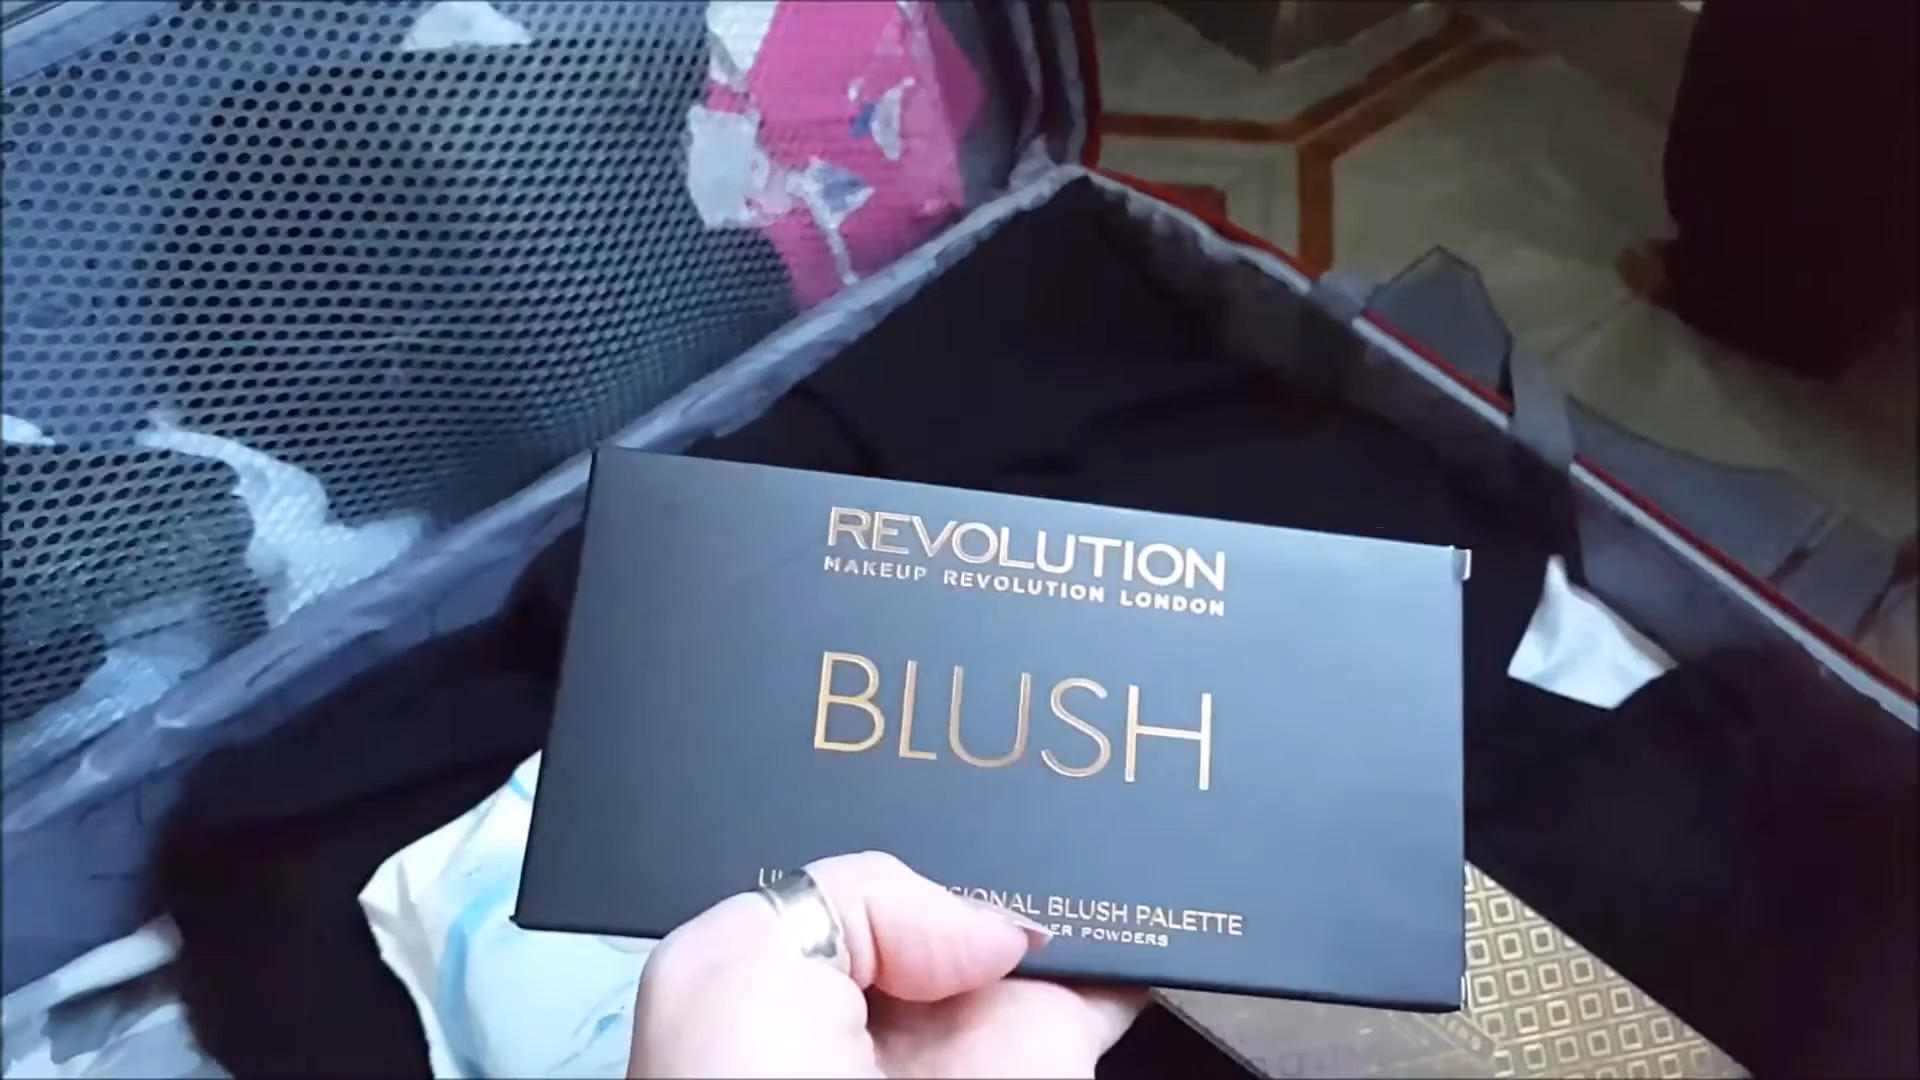 REVOLUTION
MAKEUP REVOLUTION LONDON
BLUSH
BLUSH PALETTE
POWDERS